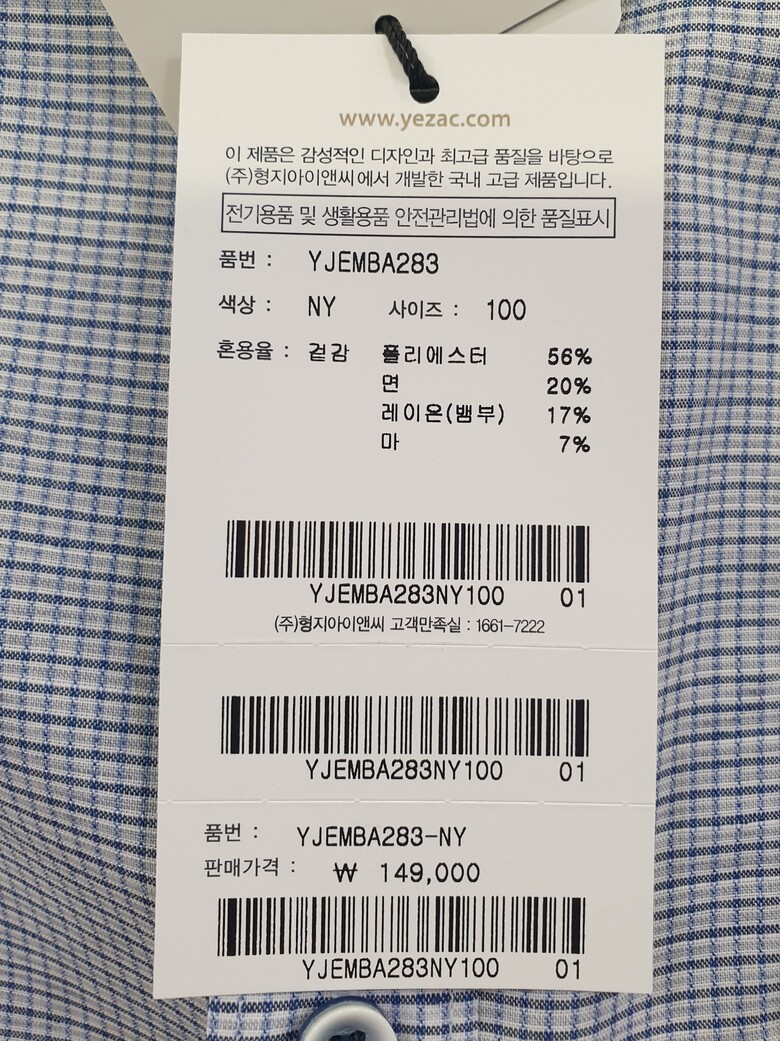 www.yezac.com
이 제품은 감성적인 디자인과 최고급 품질을 바탕으로
(주)형지아이앤씨에서 개발한 국내 고급 제품입니다.
전기용품 및 생활용품 안전관리법에 의한 품질표시
품번 : YJEMBA283
색상 : NY 사이즈 : 100
혼용율 : 겉감 폴리에스터 56%
면 20%
레이온(뱀부) 17%
마 7%
YJEMBA283NY100 01
(주)형지아이앤씨 고객만족실 : 1661-7222
YJEMBA283NY100 01
품번 : YJEMBA283-NY
판매가격 : ₩ 149,000
YJEMBA283NY100 01